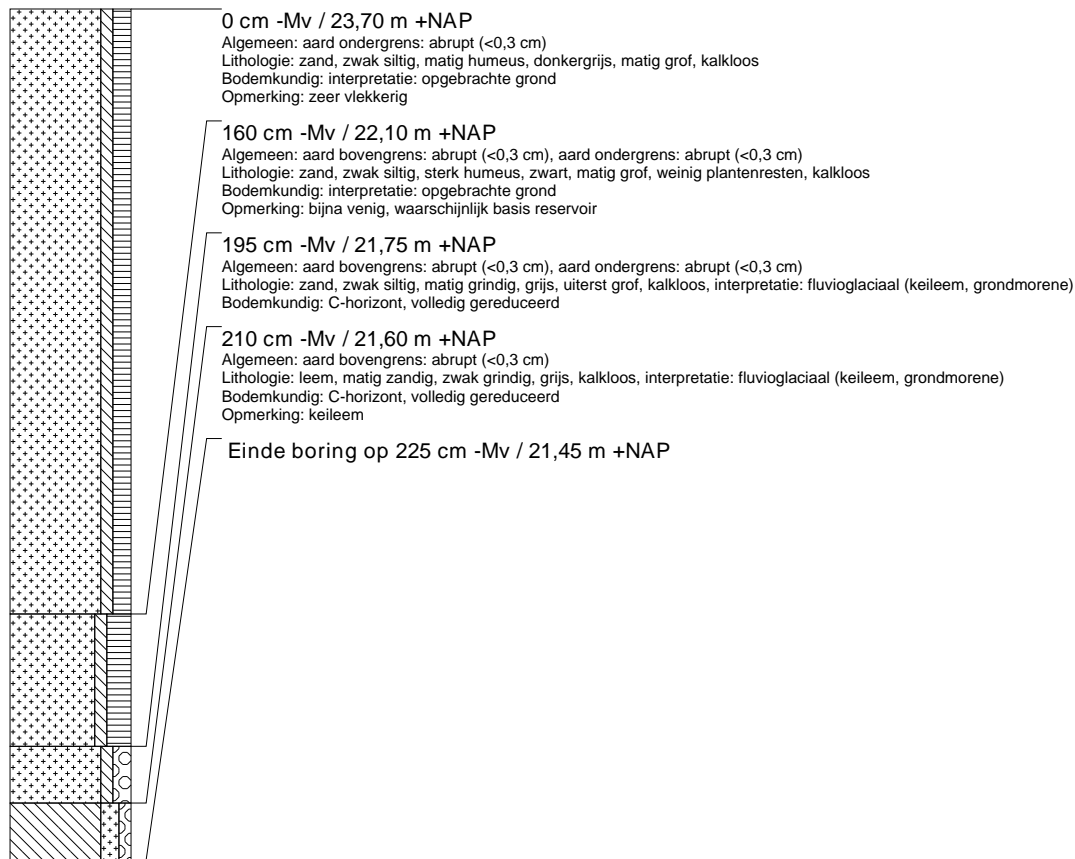 0 cm -Mv / 23,70 m +NAP
Algemeen: aard ondergrens: abrupt (<0,3 cm)
Lithologie: zand, zwak siltig, matig humeus, donkergrijs, matig grof, kalkloos
Bodemkundig: interpretatie: opgebrachte grond
Opmerking: zeer vlekkerig
160 cm -Mv / 22,10 m +NAP
Algemeen: aard bovengrens: abrupt (<0,3 cm), aard ondergrens: abrupt (<0,3 cm)
Lithologie: zand, zwak siltig, sterk humeus, zwart, matig grof, weinig plantenresten, kalkloos
Bodemkundig: interpretatie: opgebrachte grond
Opmerking: bijna venig, waarschijnlijk basis reservoir
195 cm -Mv / 21,75 m +NAP
Algemeen: aard bovengrens: abrupt (<0,3 cm), aard ondergrens: abrupt (<0,3 cm)
Lithologie: zand, zwak siltig, matig grindig, grijs, uiterst grof, kalkloos, interpretatie: fluvioglaciaal (keileem, grondmorene)
Bodemkundig: C-horizont, volledig gereduceerd
210 cm -Mv / 21,60 m +NAP
Algemeen: aard bovengrens: abrupt (<0,3 cm)
Lithologie: leem, matig zandig, zwak grindig, grijs, kalkloos, interpretatie: fluvioglaciaal (keileem, grondmorene)
Bodemkundig: C-horizont, volledig gereduceerd
Opmerking: keileem
Einde boring op 225 cm -Mv / 21,45 m +NAP